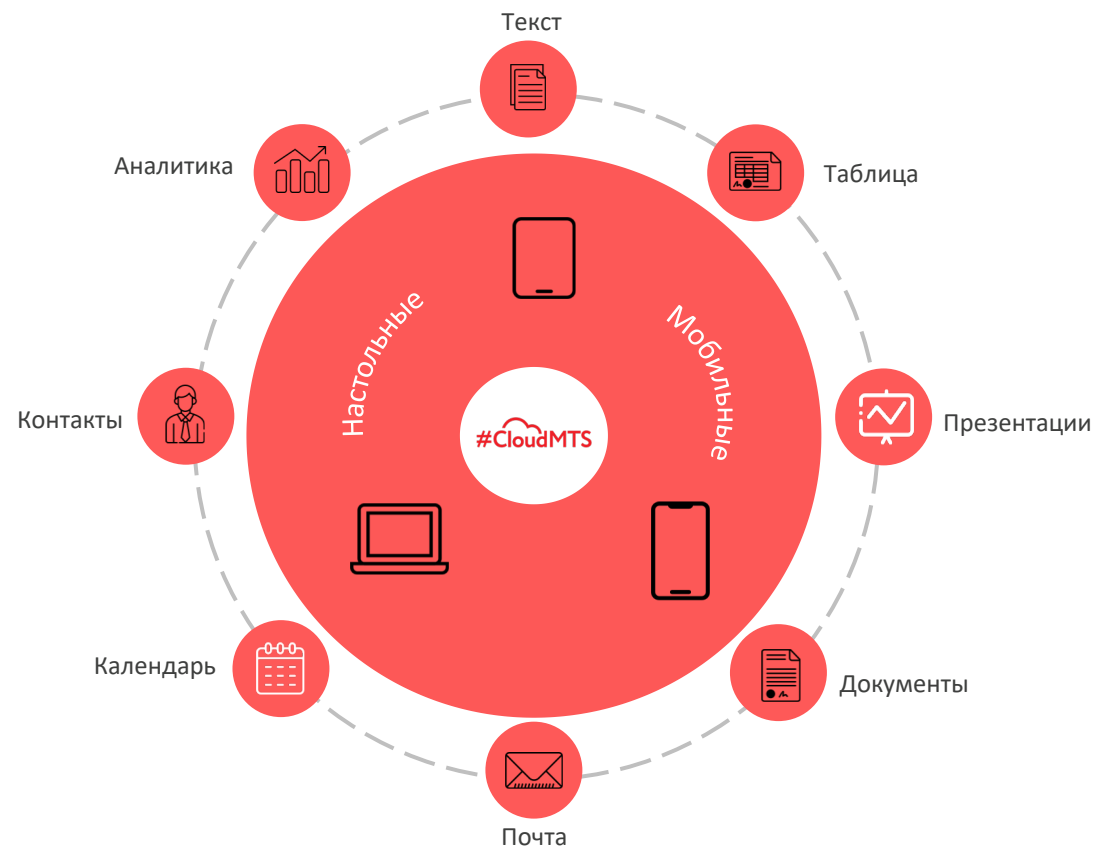 Текст
Аналитика
Таблица
Настольные
Мобильные
#CloudMTS
Контакты
Презентации
Календарь
Документы
Почта